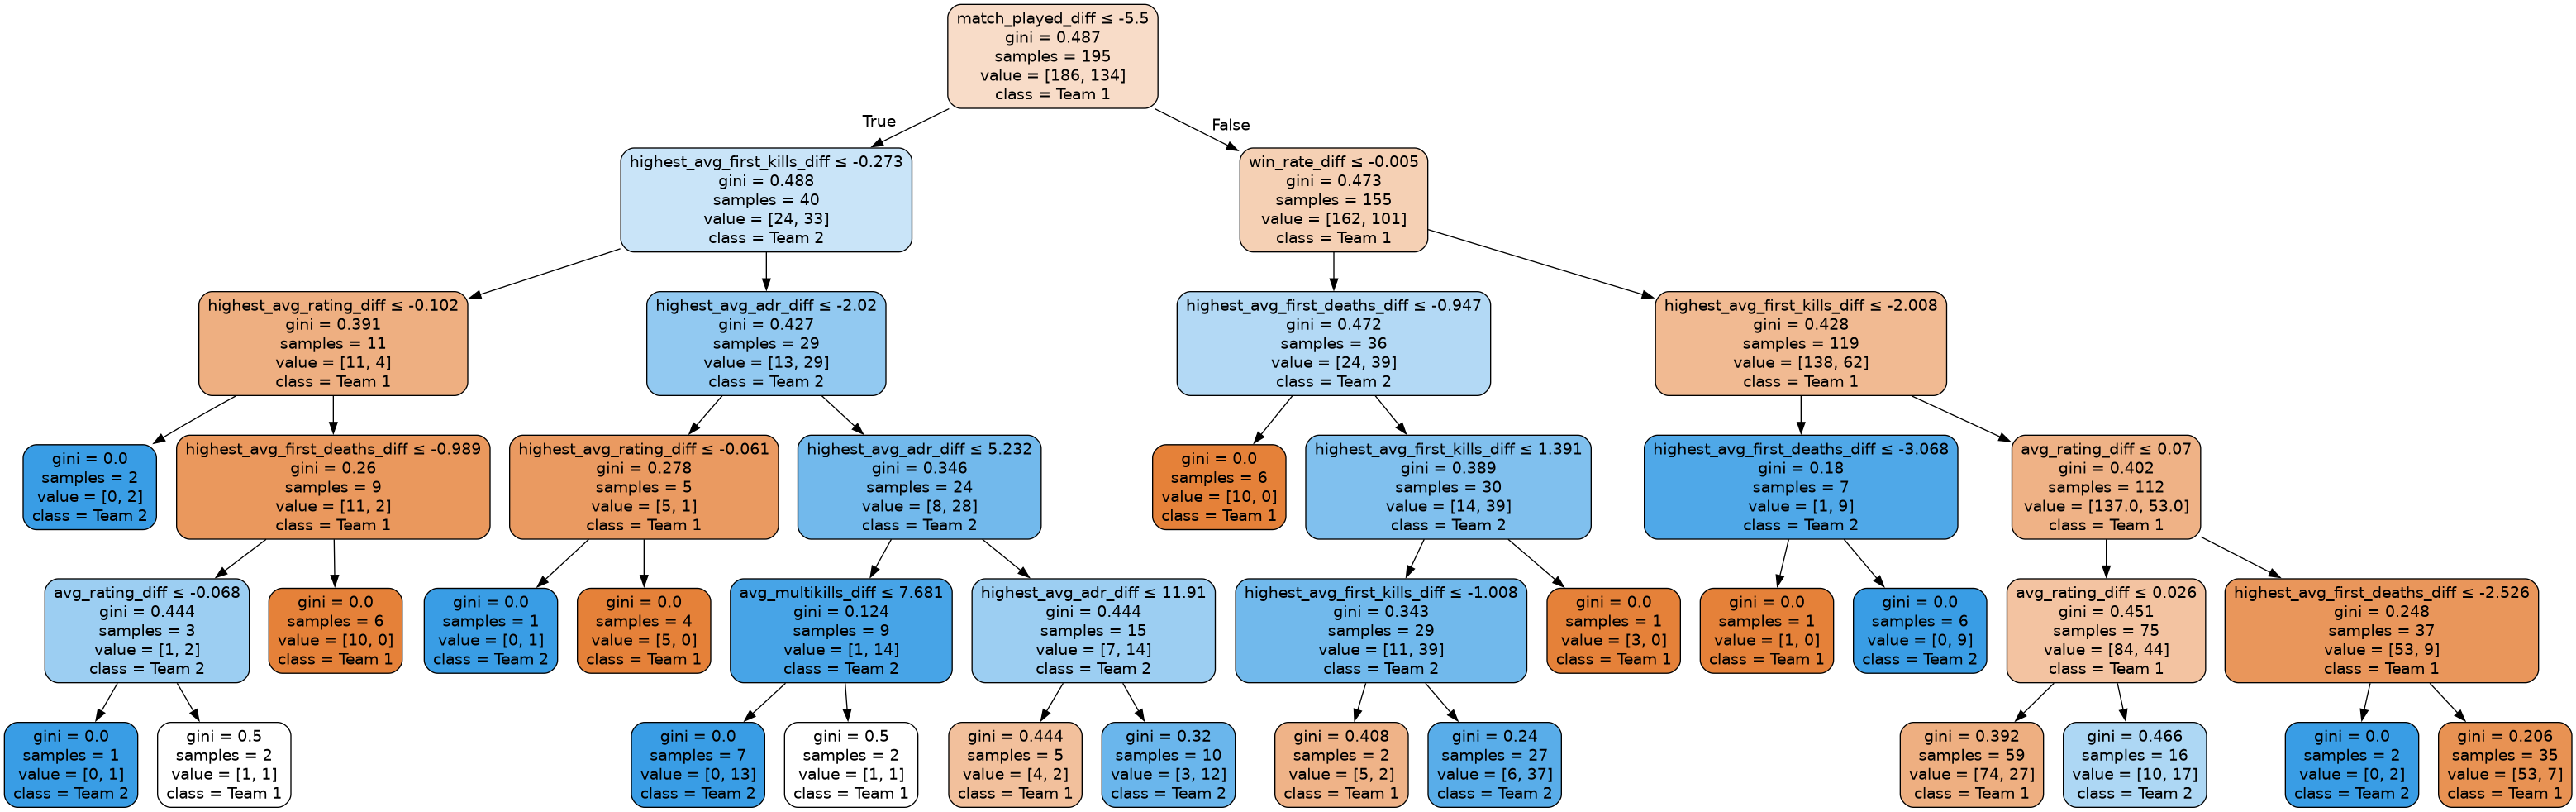 match_played_diff ≤ -5.5
gini = 0.487
samples = 195
value = [186, 134]
class = Team 1
True
False
highest_avg_first_kills_diff ≤ -0.273
gini = 0.488
samples = 40
value = [24, 33]
class = Team 2
win_rate_diff ≤ -0.005
gini = 0.473
samples = 155
value = [162, 101]
class = Team 1
highest_avg_rating_diff ≤ -0.102
gini = 0.391
samples = 11
value = [11, 4]
class = Team 1
highest_avg_adr_diff ≤ -2.02
gini = 0.427
samples = 29
value = [13, 29]
class = Team 2
highest_avg_first_deaths_diff ≤ -0.947
gini = 0.472
samples = 36
value = [24, 39]
class = Team 2
highest_avg_first_kills_diff ≤ -2.008
gini = 0.428
samples = 119
value = [138, 62]
class = Team 1
gini = 0.0
samples = 2
value = [0, 2]
class = Team 2
highest_avg_first_deaths_diff ≤ -0.989
gini = 0.26
samples = 9
value = [11, 2]
class = Team 1
highest_avg_rating_diff ≤ -0.061
gini = 0.278
samples = 5
value = [5, 1]
class = Team 1
highest_avg_adr_diff ≤ 5.232
gini = 0.346
samples = 24
value = [8, 28]
class = Team 2
gini = 0.0
samples = 6
value = [10, 0]
class = Team 1
highest_avg_first_kills_diff ≤ 1.391
gini = 0.389
samples = 30
value = [14, 39]
class = Team 2
highest_avg_first_deaths_diff ≤ -3.068
gini = 0.18
samples = 7
value = [1, 9]
class = Team 2
avg_rating_diff ≤ 0.07
gini = 0.402
samples = 112
value = [137.0, 53.0]
class = Team 1
avg_rating_diff ≤ -0.068
gini = 0.444
samples = 3
value = [1, 2]
class = Team 2
gini = 0.0
samples = 6
value = [10, 0]
class = Team 1
gini = 0.0
samples = 1
value = [0, 1]
class = Team 2
gini = 0.0
samples = 4
value = [5, 0]
class = Team 1
avg_multikills_diff ≤ 7.681
gini = 0.124
samples = 9
value = [1, 14]
class = Team 2
highest_avg_adr_diff ≤ 11.91
gini = 0.444
samples = 15
value = [7, 14]
class = Team 2
highest_avg_first_kills_diff ≤ -1.008
gini = 0.343
samples = 29
value = [11, 39]
class = Team 2
gini = 0.0
samples = 1
value = [3, 0]
class = Team 1
gini = 0.0
samples = 1
value = [1, 0]
class = Team 1
gini = 0.0
samples = 6
value = [0, 9]
class = Team 2
avg_rating_diff ≤ 0.026
gini = 0.451
samples = 75
value = [84, 44]
class = Team 1
highest_avg_first_deaths_diff ≤ -2.526
gini = 0.248
samples = 37
value = [53, 9]
class = Team 1
gini = 0.0
samples = 1
value = [0, 1]
class = Team 2
gini = 0.5
samples = 2
value = [1, 1]
class = Team 1
gini = 0.0
samples = 7
value = [0, 13]
class = Team 2
gini = 0.5
samples = 2
value = [1, 1]
class = Team 1
gini = 0.444
samples = 5
value = [4, 2]
class = Team 1
gini = 0.32
samples = 10
value = [3, 12]
class = Team 2
gini = 0.408
samples = 2
value = [5, 2]
class = Team 1
gini = 0.24
samples = 27
value = [6, 37]
class = Team 2
gini = 0.392
samples = 59
value = [74, 27]
class = Team 1
gini = 0.466
samples = 16
value = [10, 17]
class = Team 2
gini = 0.0
samples = 2
value = [0, 2]
class = Team 2
gini = 0.206
samples = 35
value = [53, 7]
class = Team 1